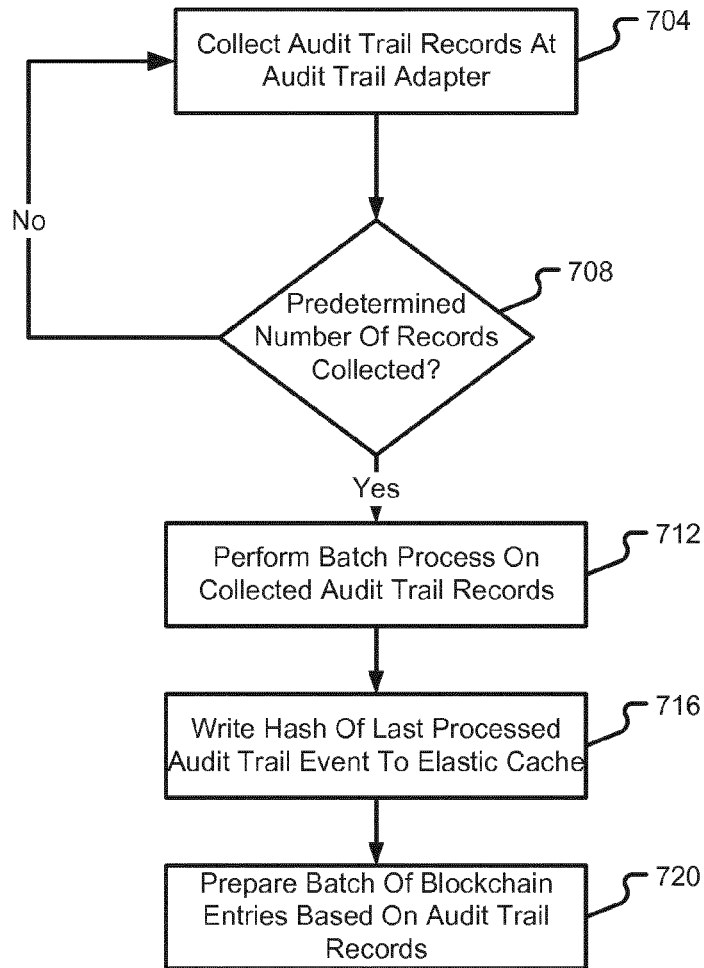 Collect Audit Trail Records At
Audit Trail Adapter
704
No
Predetermined
Number Of Records
Collected?
708
Yes
Perform Batch Process On
Collected Audit Trail Records
712
Write Hash Of Last Processed
Audit Trail Event To Elastic Cache
716
Prepare Batch Of Blockchain
Entries Based On Audit Trail
Records
720